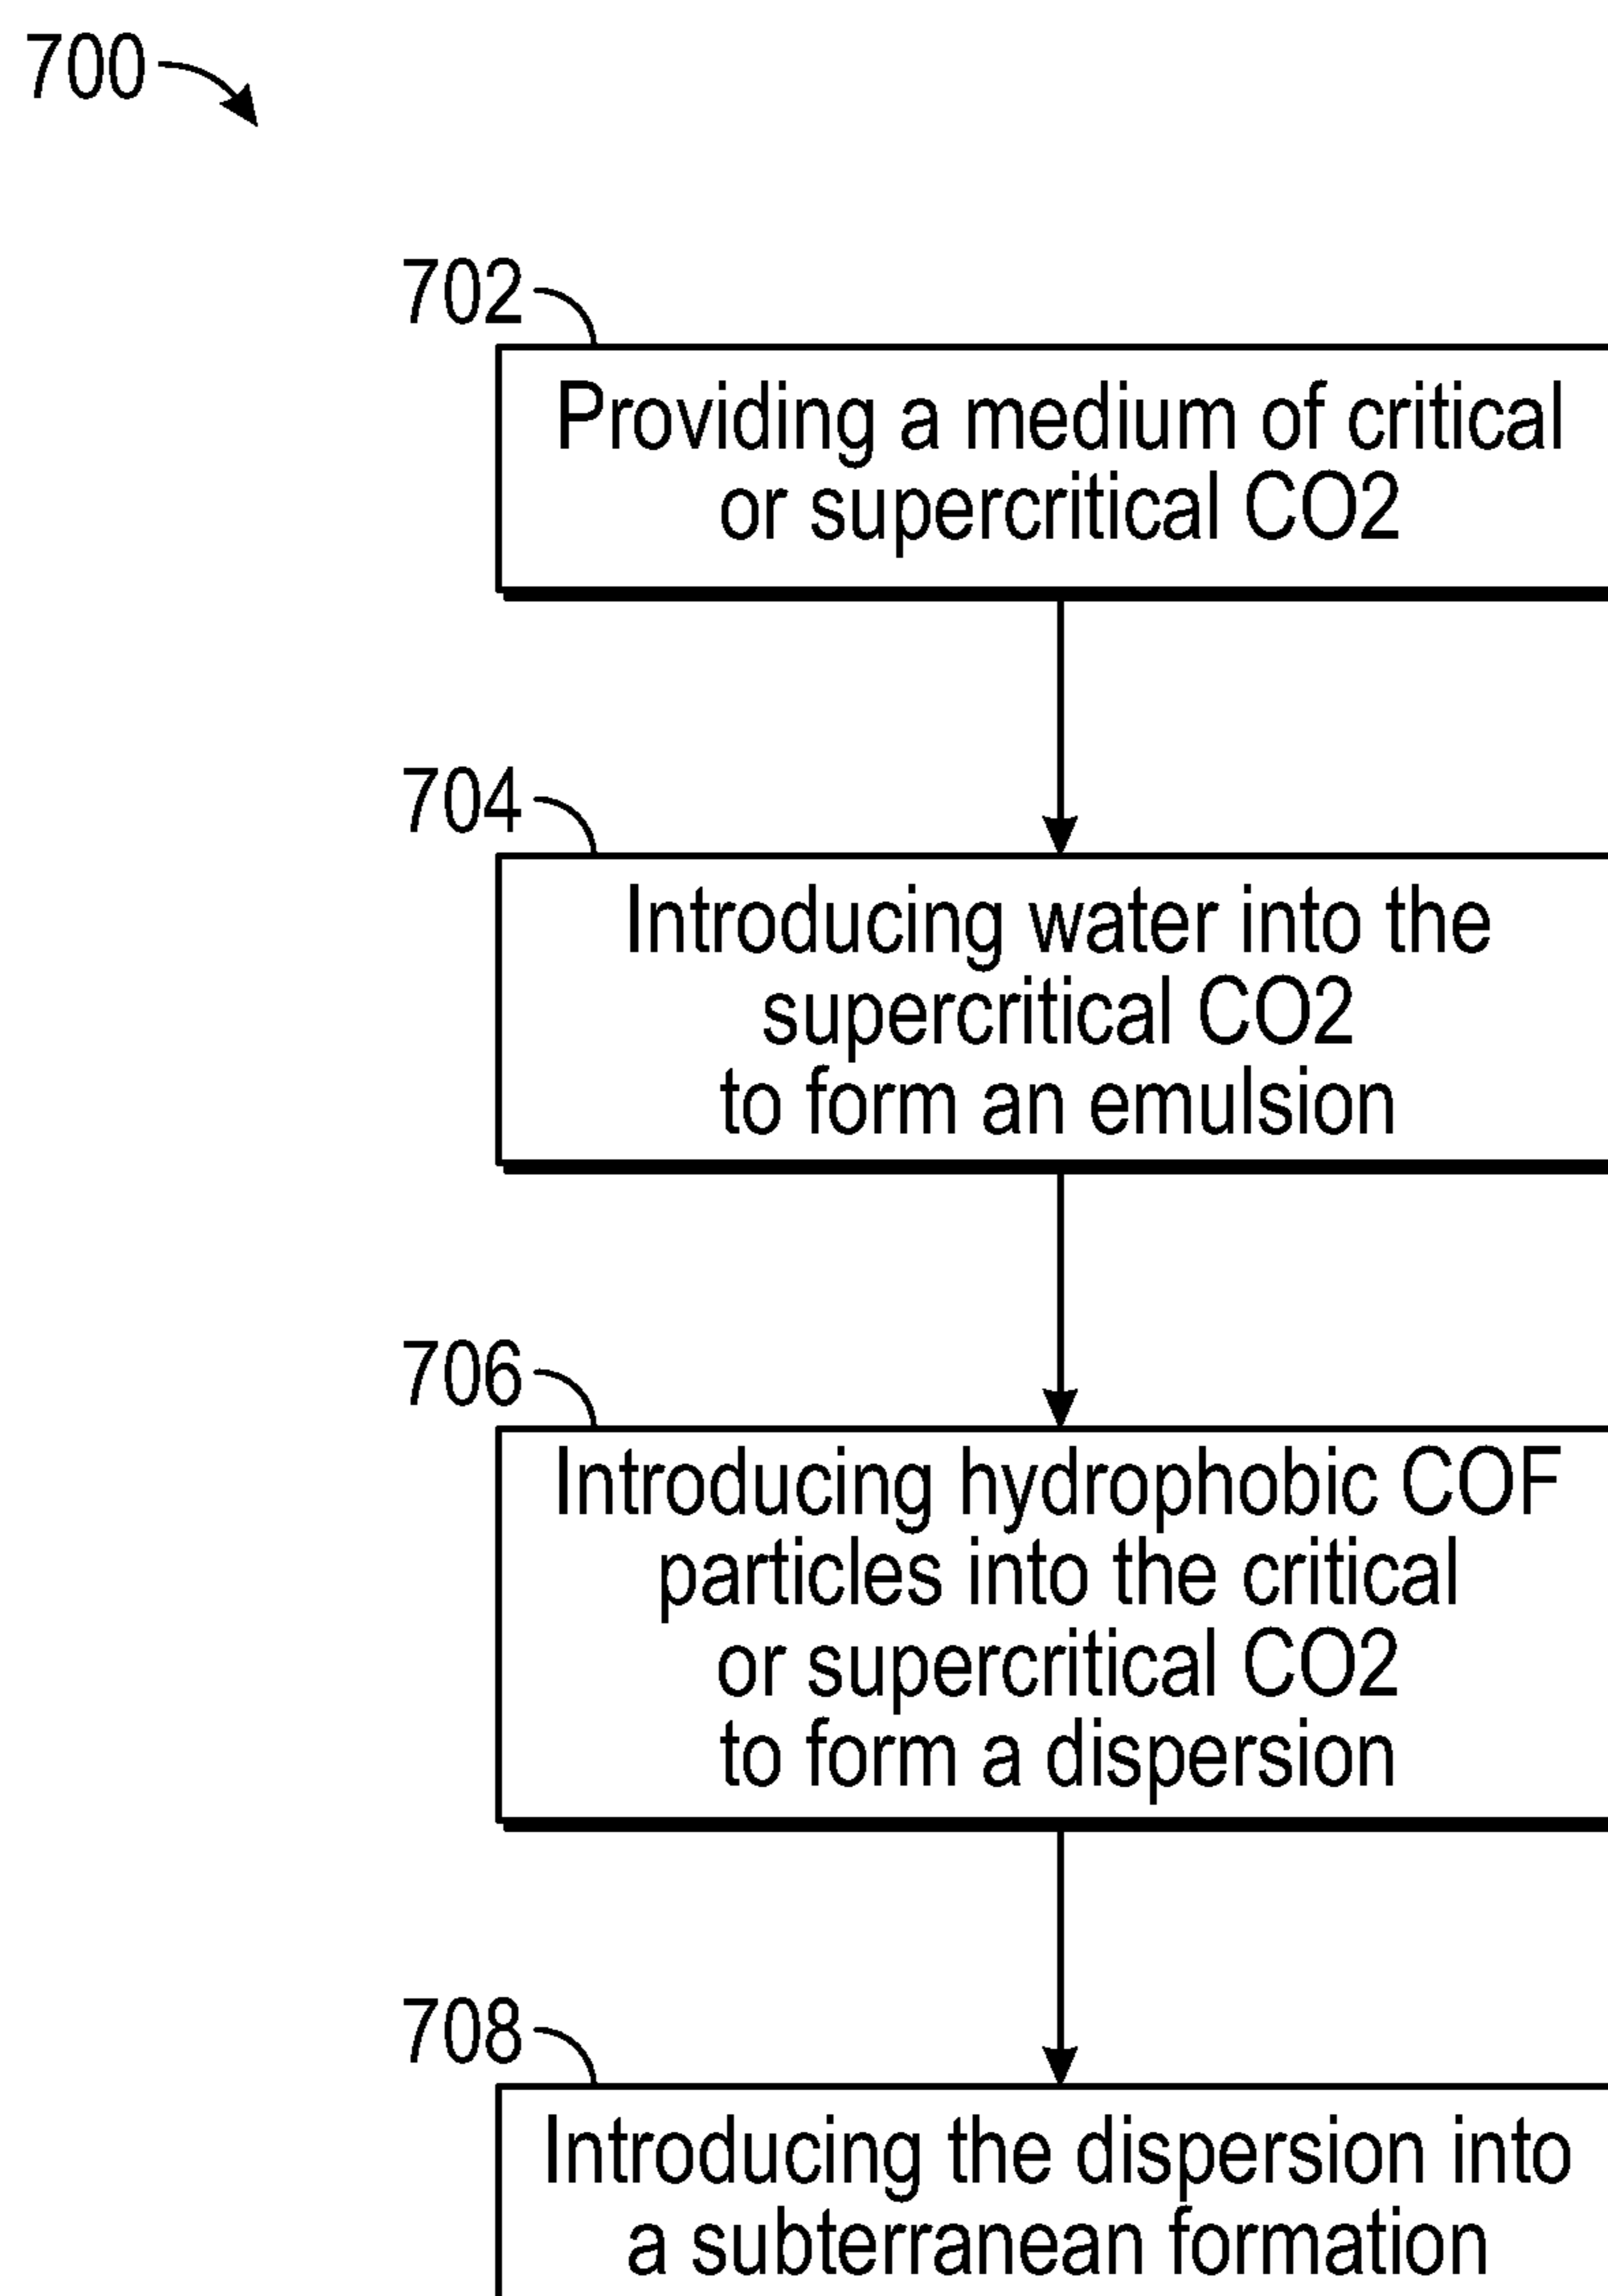 700
702
Providing a medium of critical
or supercritical CO2
704
Introducing water into the
supercritical CO2
to form an emulsion
706
Introducing hydrophobic COF
particles into the critical
or supercritical CO2
to form a dispersion
708
Introducing the dispersion into
a subterranean formation